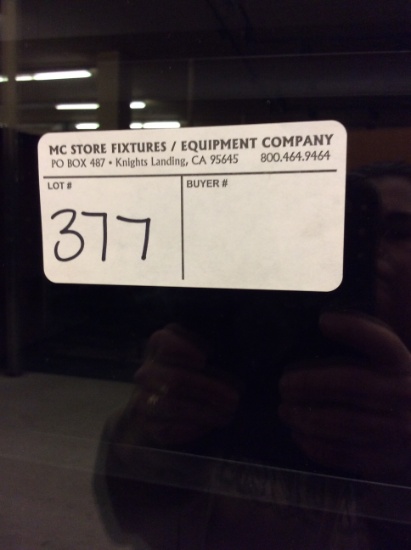 MC STORE FIXTURES / EQUIPMENT COMPANY
PO BOX 487 • Knights Landing, CA 95645 800.464.9464
LOT # BUYER #
377